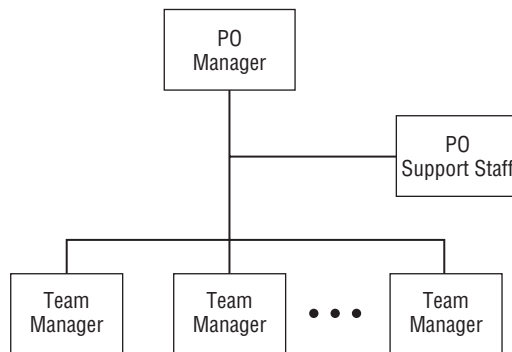 PO
Manager
PO
Support Staff
Team
Manager
Team
Manager
Team
Manager